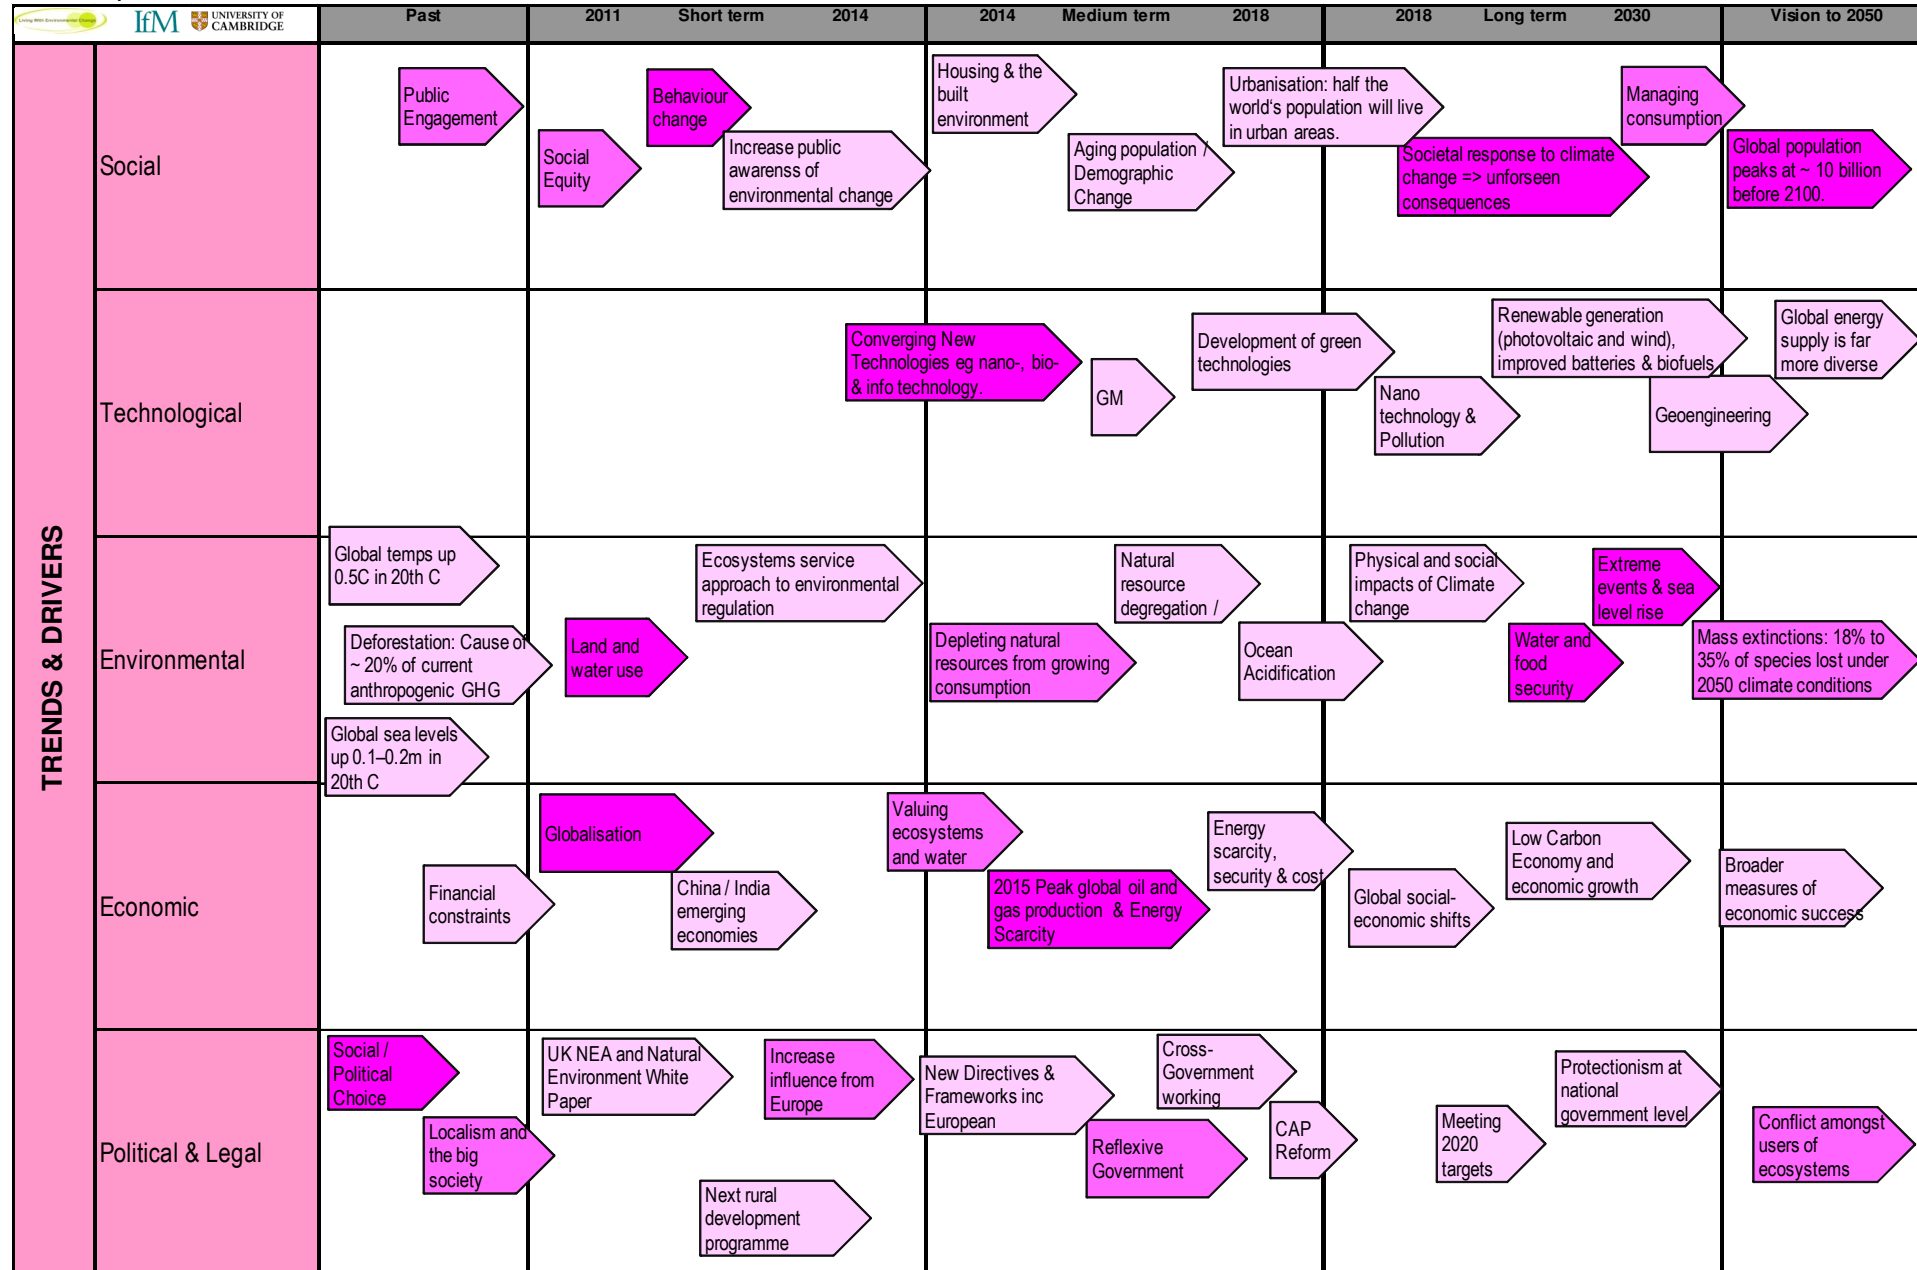 Living With Environmental Change
IfM
UNIVERSITY OF
CAMBRIDGE
Past
2011 Short term 2014
2014 Medium term 2018
2018 Long term 2030
Vision to 2050
TRENDS & DRIVERS
Social
Public
Engagement
Social
Equity
Behaviour
change
Increase public
awarenss of
environmental change
Housing & the
built
environment
Aging population /
Demographic
Change
Urbanisation: half the
world's population will live
in urban areas.
Societal response to climate
change => unforseen
consequences
Managing
consumption
Global population
peaks at ~ 10 billion
before 2100.
Technological
Converging New
Technologies eg nano-, bio-
& info technology.
GM
Development of green
technologies
Nano
technology &
Pollution
Renewable generation
(photovoltaic and wind),
improved batteries & biofuels
Geoengineering
Global energy
supply is far
more diverse
Environmental
Global temps up
0.5C in 20th C
Deforestation: Cause of
~ 20% of current
anthropogenic GHG
Global sea levels
up 0.1–0.2m in
20th C
Land and
water use
Ecosystems service
approach to environmental
regulation
Depleting natural
resources from growing
consumption
Natural
resource
degregation /
Ocean
Acidification
Physical and social
impacts of Climate
change
Water and
food
security
Extreme
events & sea
level rise
Mass extinctions: 18% to
35% of species lost under
2050 climate conditions
Economic
Financial
constraints
Globalisation
China / India
emerging
economies
Valuing
ecosystems
and water
2015 Peak global oil and
gas production & Energy
Scarcity
Energy
scarcity,
security & cost
Global social-
economic shifts
Low Carbon
Economy and
economic growth
Broader
measures of
economic success
Political & Legal
Social /
Political
Choice
Localism and
the big
society
UK NEA and Natural
Environment White
Paper
Next rural
development
programme
Increase
influence from
Europe
New Directives &
Frameworks inc
European
Reflexive
Government
Cross-
Government
working
CAP
Reform
Meeting
2020
targets
Protectionism at
national
government level
Conflict amongst
users of
ecosystems